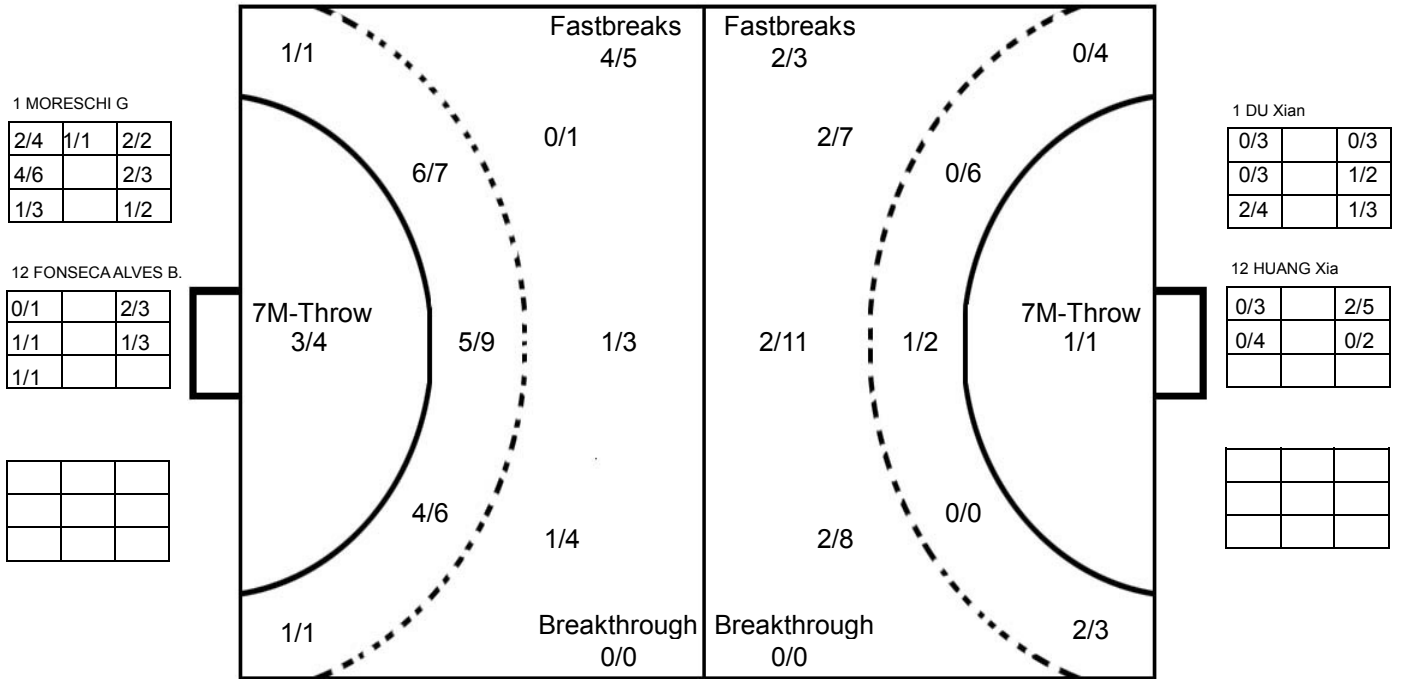 Fastbreaks Fastbreaks
1/1 4/5 2/3 0/4
1 MORESCHI G
1 DU Xian
2/4 1/1 2/2
4/6 2/3
1/3 1/2
0/3 0/3
0/3 1/2
2/4 1/3
0/1 2/7
6/7 0/6
12 FONSECA ALVES B.
12 HUANG Xia
0/1 2/3
1/1 1/3
1/1
0/3 2/5
0/4 0/2
7M-Throw 7M-Throw
3/4 5/9 1/3 2/11 1/2 1/1
4/6 0/0
1/4 2/8
Breakthrough Breakthrough
1/1 2/3
0/0 0/0